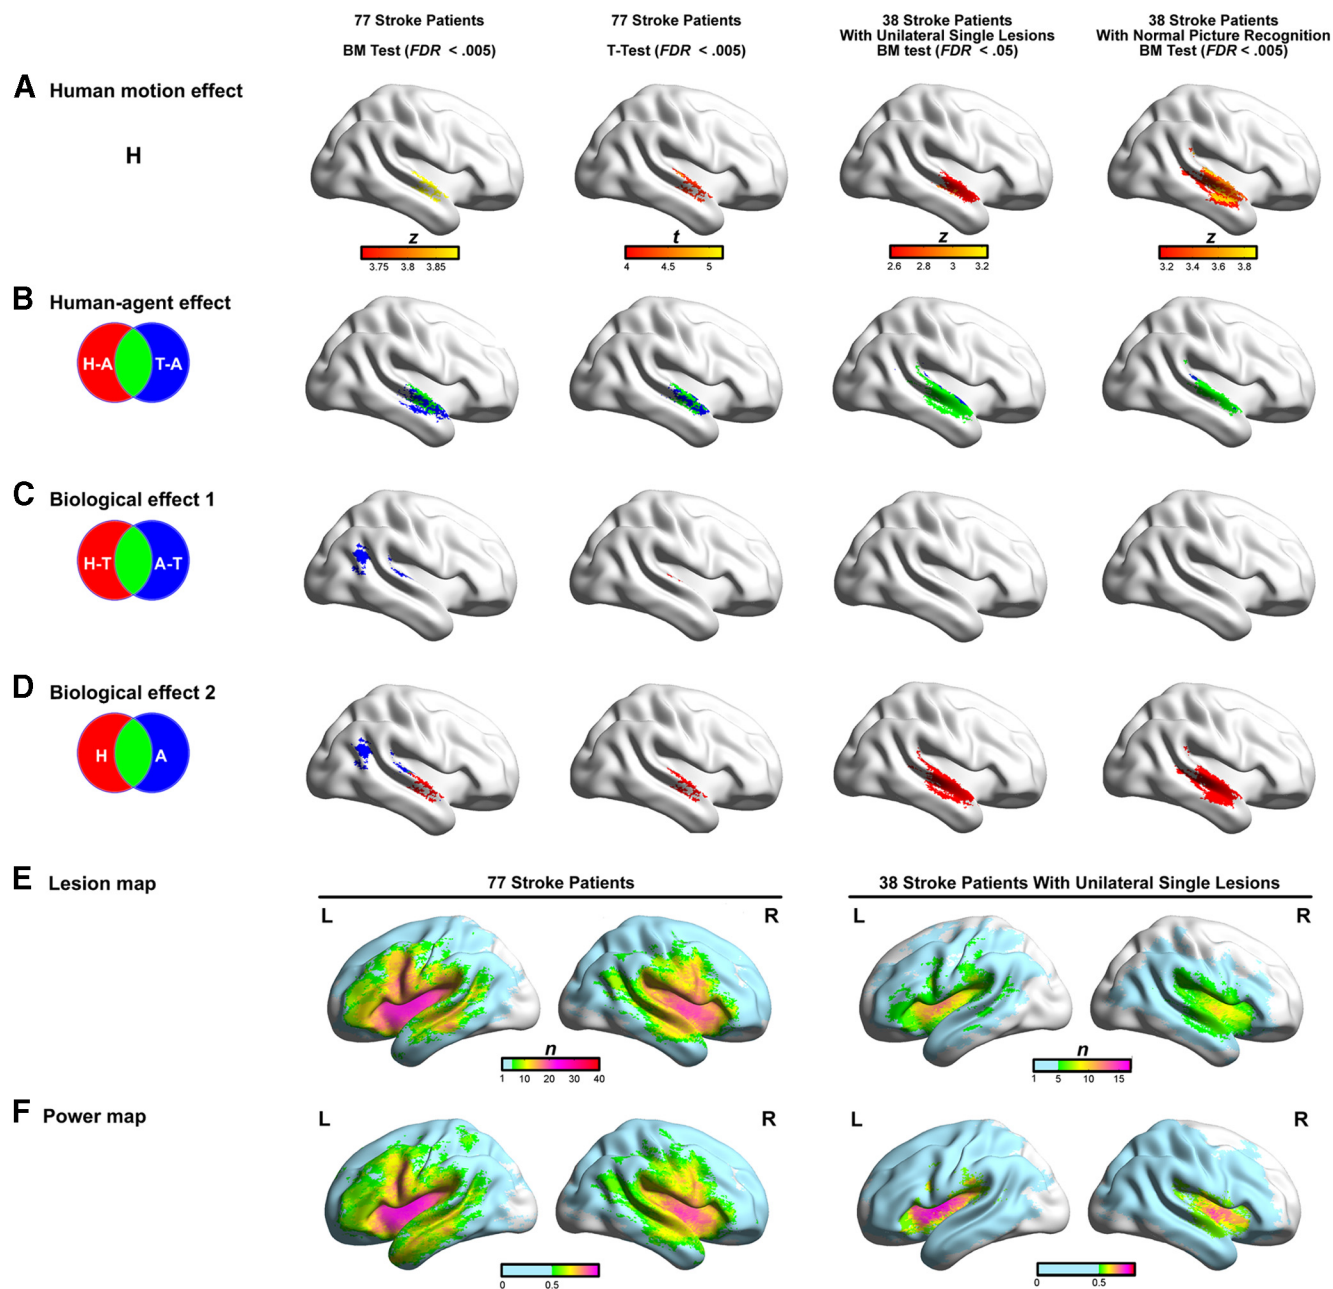 77 Stroke Patients
BM Test (FDR < .005)
77 Stroke Patients
T-Test (FDR < .005)
38 Stroke Patients
With Unilateral Single Lesions
BM test (FDR < .05)
38 Stroke Patients
With Normal Picture Recognition
BM Test (FDR < .005)
A Human motion effect
H
z
3.75 3.8 3.85
t
4 4.5 5
z
2.6 2.8 3 3.2
z
3.2 3.4 3.6 3.8
B Human-agent effect
H-A T-A
C Biological effect 1
H-T A-T
D Biological effect 2
H A
E Lesion map
77 Stroke Patients
38 Stroke Patients With Unilateral Single Lesions
L R L R
n
1 10 20 30 40
n
1 5 10 15
F Power map
L R L R
0 0.5
0 0.5